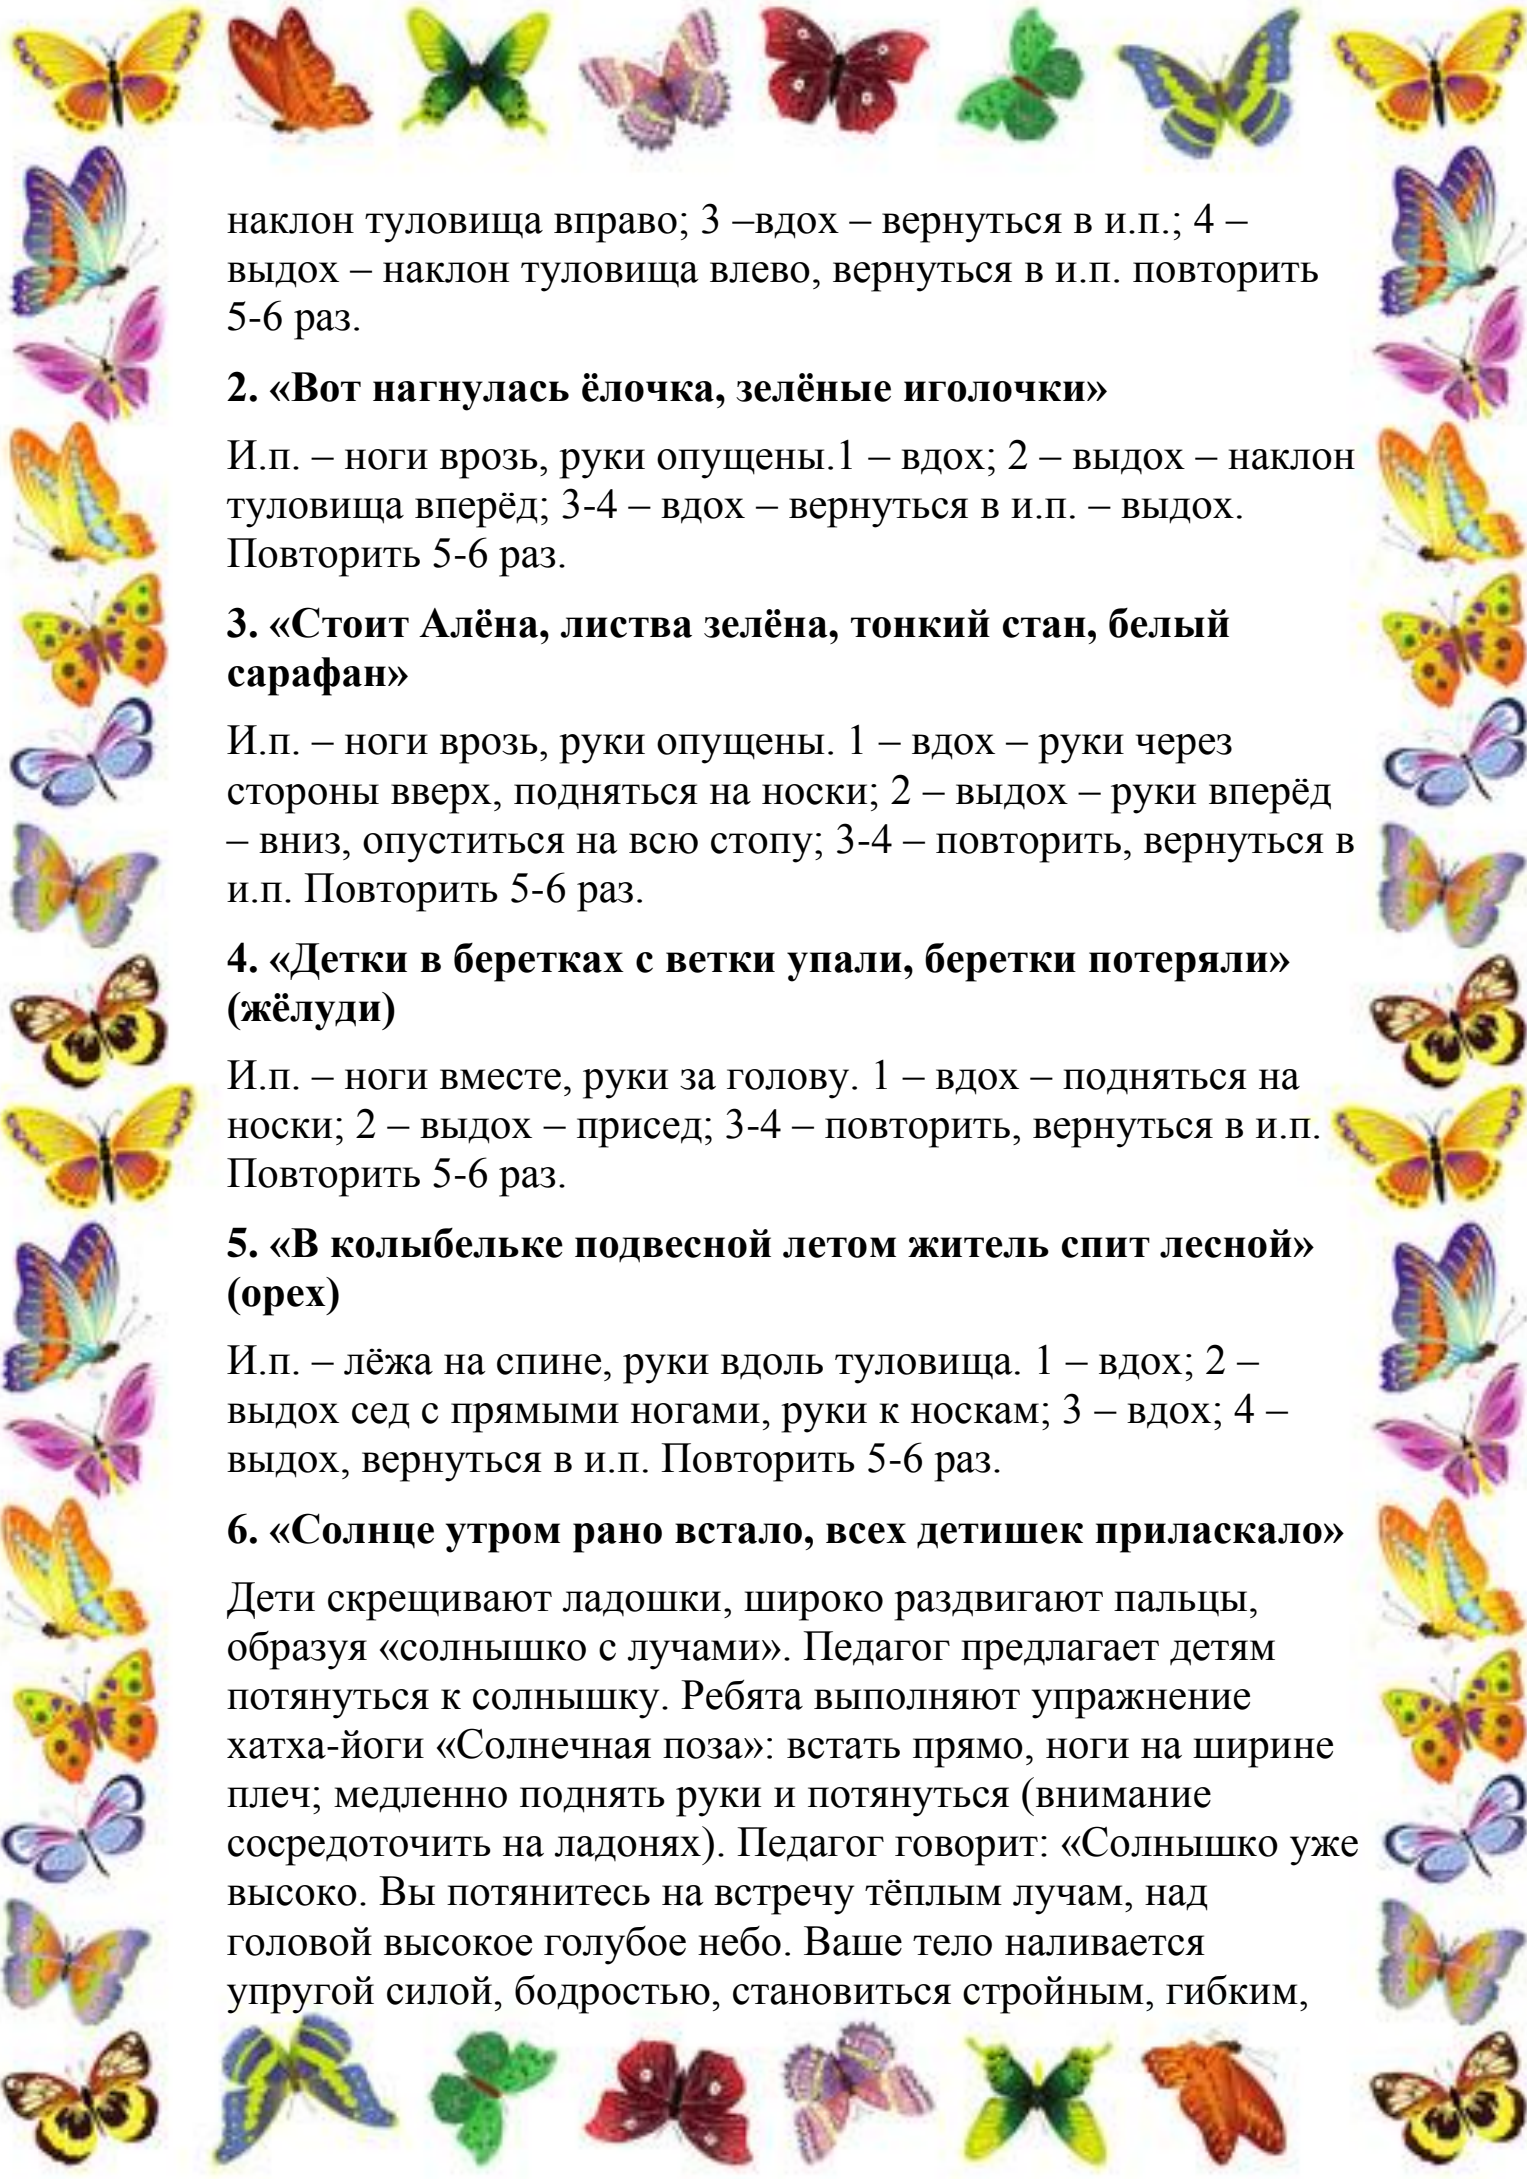 наклон туловища вправо; 3 –вдох – вернуться в и.п.; 4 –
выдох – наклон туловища влево, вернуться в и.п. повторить
5-6 раз.
2. «Вот нагнулась ёлочка, зелёные иголочки»
И.п. – ноги врозь, руки опущены.1 – вдох; 2 – выдох – наклон
туловища вперёд; 3-4 – вдох – вернуться в и.п. – выдох.
Повторить 5-6 раз.
3. «Стоит Алёна, листва зелёна, тонкий стан, белый
сарафан»
И.п. – ноги врозь, руки опущены. 1 – вдох – руки через
стороны вверх, подняться на носки; 2 – выдох – руки вперёд
– вниз, опуститься на всю стопу; 3-4 – повторить, вернуться в
и.п. Повторить 5-6 раз.
4. «Детки в беретках с ветки упали, беретки потеряли»
(жёлуди)
И.п. – ноги вместе, руки за голову. 1 – вдох – подняться на
носки; 2 – выдох – присед; 3-4 – повторить, вернуться в и.п.
Повторить 5-6 раз.
5. «В колыбельке подвесной летом житель спит лесной»
(орех)
И.п. – лёжа на спине, руки вдоль туловища. 1 – вдох; 2 –
выдох сед с прямыми ногами, руки к носкам; 3 – вдох; 4 –
выдох, вернуться в и.п. Повторить 5-6 раз.
6. «Солнце утром рано встало, всех детишек приласкало»
Дети скрещивают ладошки, широко раздвигают пальцы,
образуя «солнышко с лучами». Педагог предлагает детям
потянуться к солнышку. Ребята выполняют упражнение
хатха-йоги «Солнечная поза»: встать прямо, ноги на ширине
плеч; медленно поднять руки и потянуться (внимание
сосредоточить на ладонях). Педагог говорит: «Солнышко уже
высоко. Вы потянитесь на встречу тёплым лучам, над
головой высокое голубое небо. Ваше тело наливается
упругой силой, бодростью, становиться стройным, гибким,